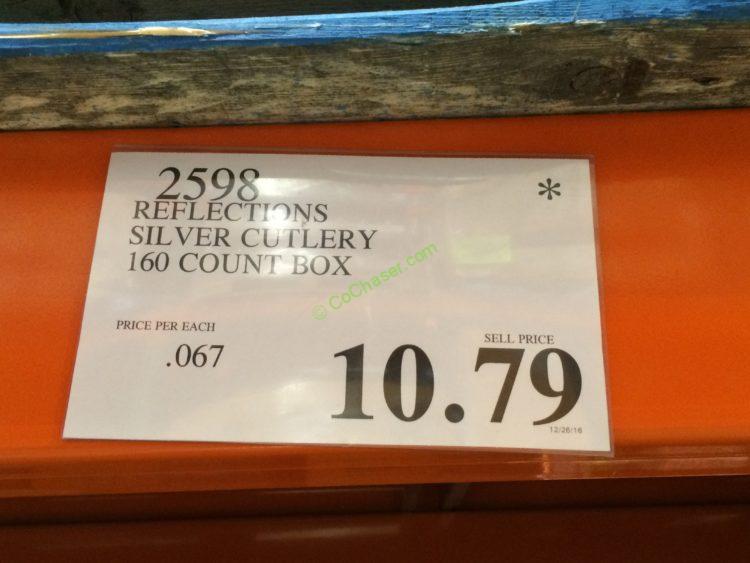 2598
*
REFLECTIONS
SILVER CUTLERY
160 COUNT BOX
© CoChaser.com
PRICE PER EACH
.067
SELL PRICE
10.79
12/26/16